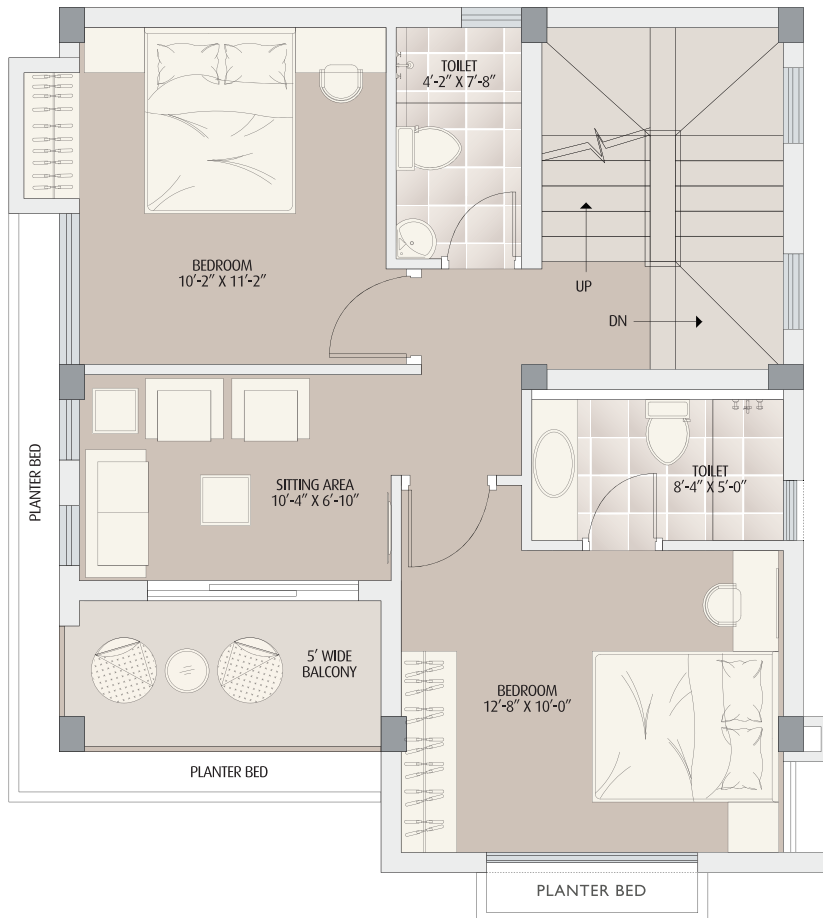 TOILET
4'-2" X 7'-8"
BEDROOM
10'-2" X 11'-2"
UP
DN
PLANTER BED
SITTING AREA
10'-4" X 6'-10"
TOILET
8'-4" X 5'-0"
5' WIDE
BALCONY
BEDROOM
12'-8" X 10'-0"
PLANTER BED
PLANTER BED